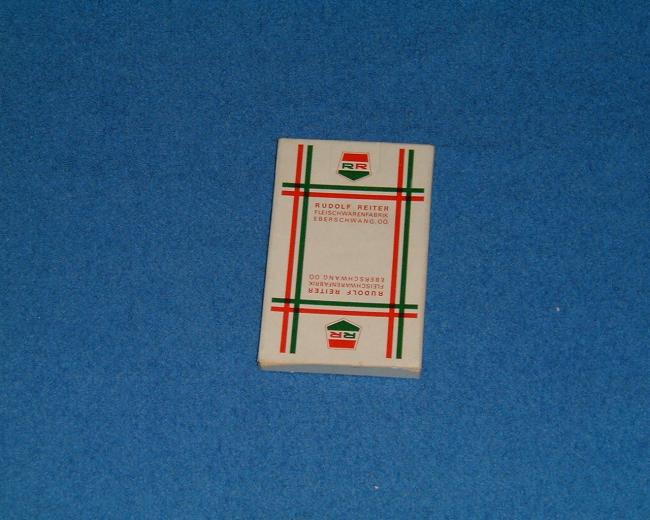 RR
RUDOLF REITER
FLEISCHWARENFABRIK
EBERSCHWANG, OÖ.
EBERSCHWANG, OÖ.
FLEISCHWARENFABRIK
RUDOLF REITER
RR